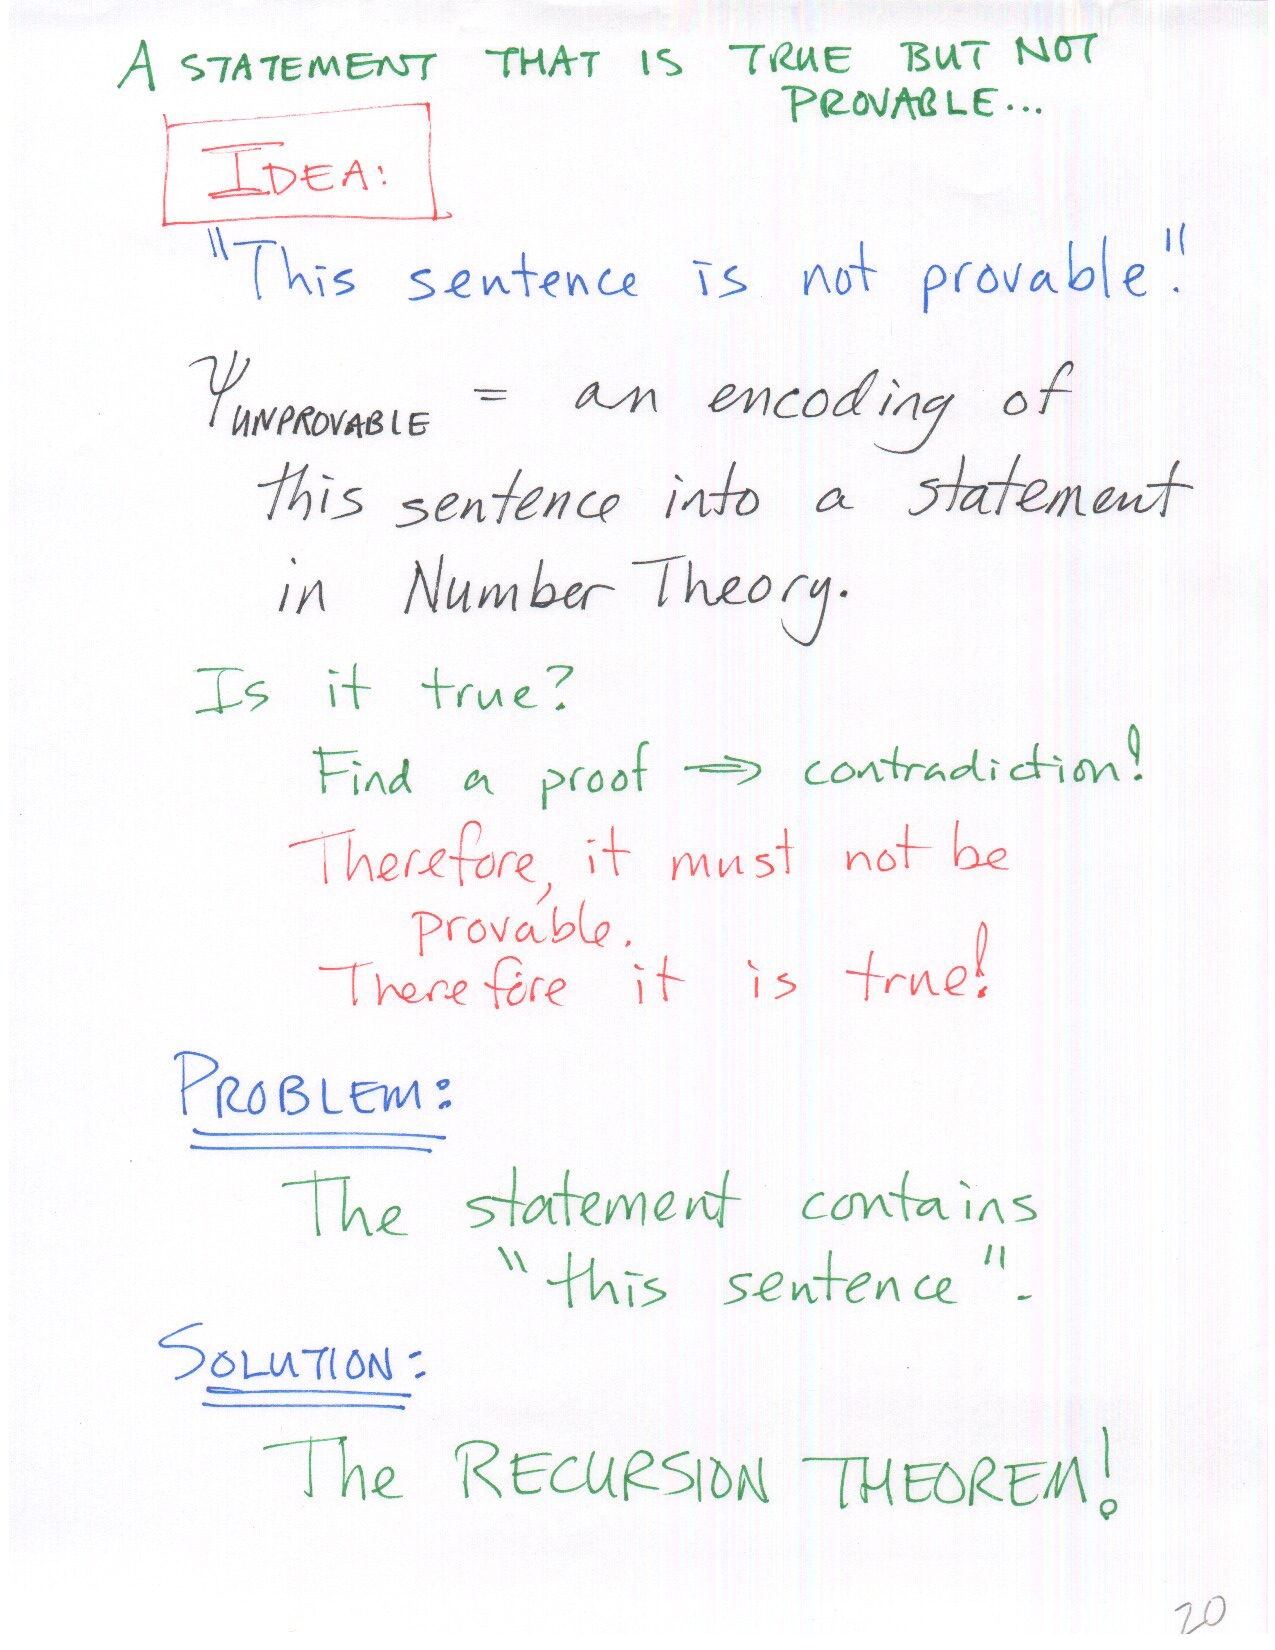 A STATEMENT THAT IS TRUE BUT NOT
PROVABLE...
IDEA:
"This sentence is not provable".
Ψ UNPROVABLE = an encoding of
this sentence into a statement
in Number Theory.
Is it true?
Find a proof ⇒ contradiction!
Therefore, it must not be
provable.
Therefore it is true!
PROBLEM:
The statement contains
"this sentence".
SOLUTION:
The RECURSION THEOREM!
20